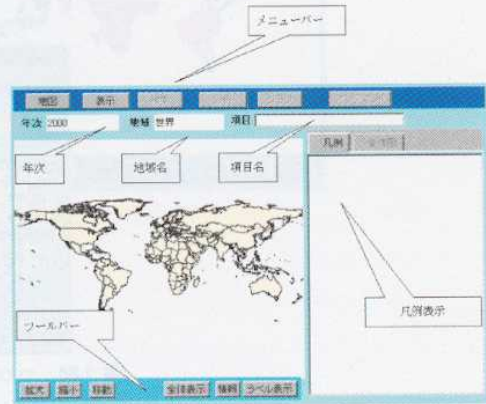 メニューバー
地図 表示
年次 2000 地域 世界 項目
凡例
年次 地域名 項目名
凡例表示
ツールバー
拡大 縮小 移動 全体表示 情報 ラベル表示